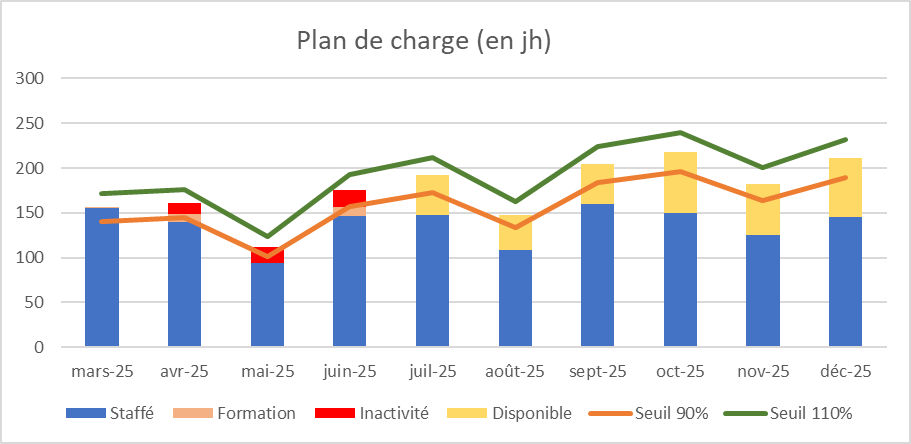 Plan de charge (en jh)
300
250
200
150
100
50
0
mars-25 avr-25 mai-25 juin-25 juil-25 août-25 sept-25 oct-25 nov-25 déc-25
Staffé Formation Inactivité Disponible Seuil 90% Seuil 110%